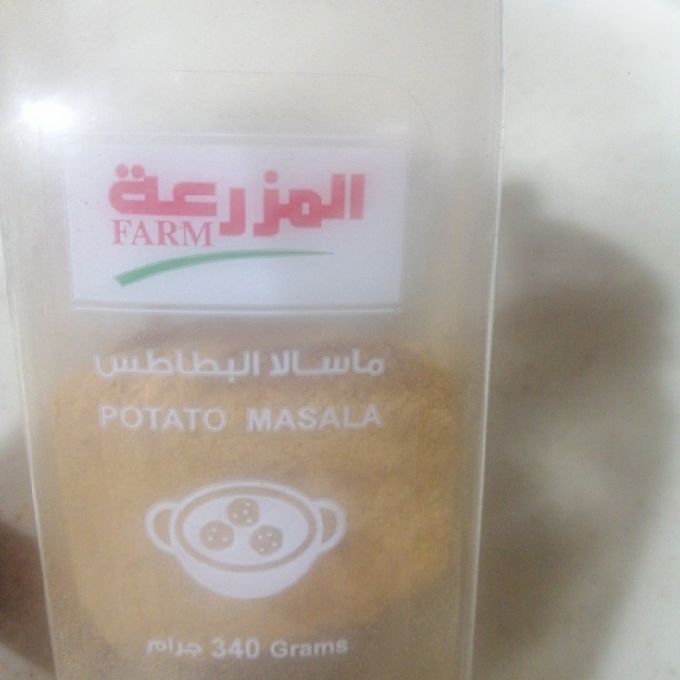 المزرعة
FARM
ماسالا البطاطس
POTATO MASALA
340 Grams جرام